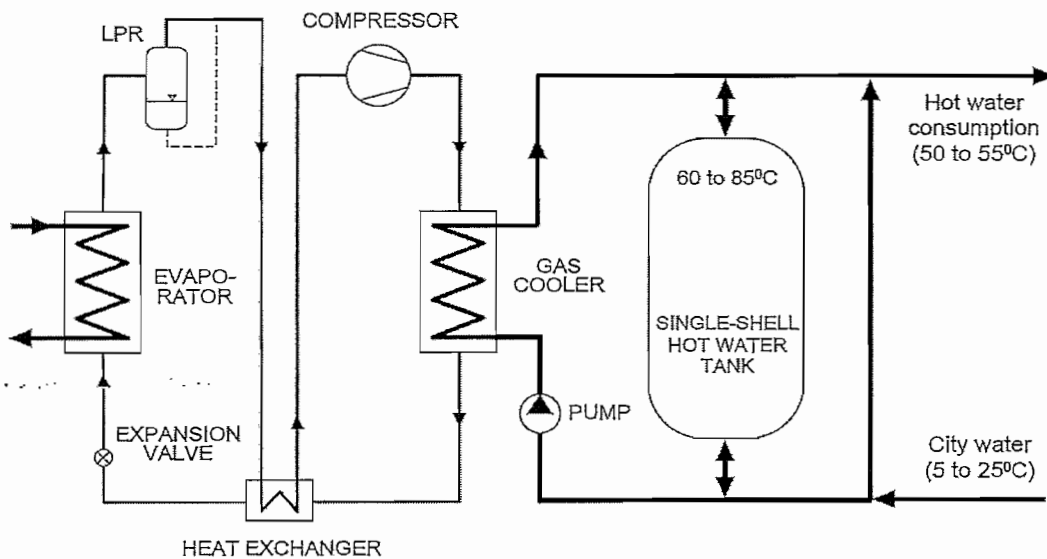 LPR
COMPRESSOR
Hot water
consumption
(50 to 55⁰C)
60 to 85⁰C
EVAPO-
RATOR
GAS
COOLER
SINGLE-SHELL
HOT WATER
TANK
PUMP
EXPANSION
VALVE
City water
(5 to 25⁰C)
HEAT EXCHANGER